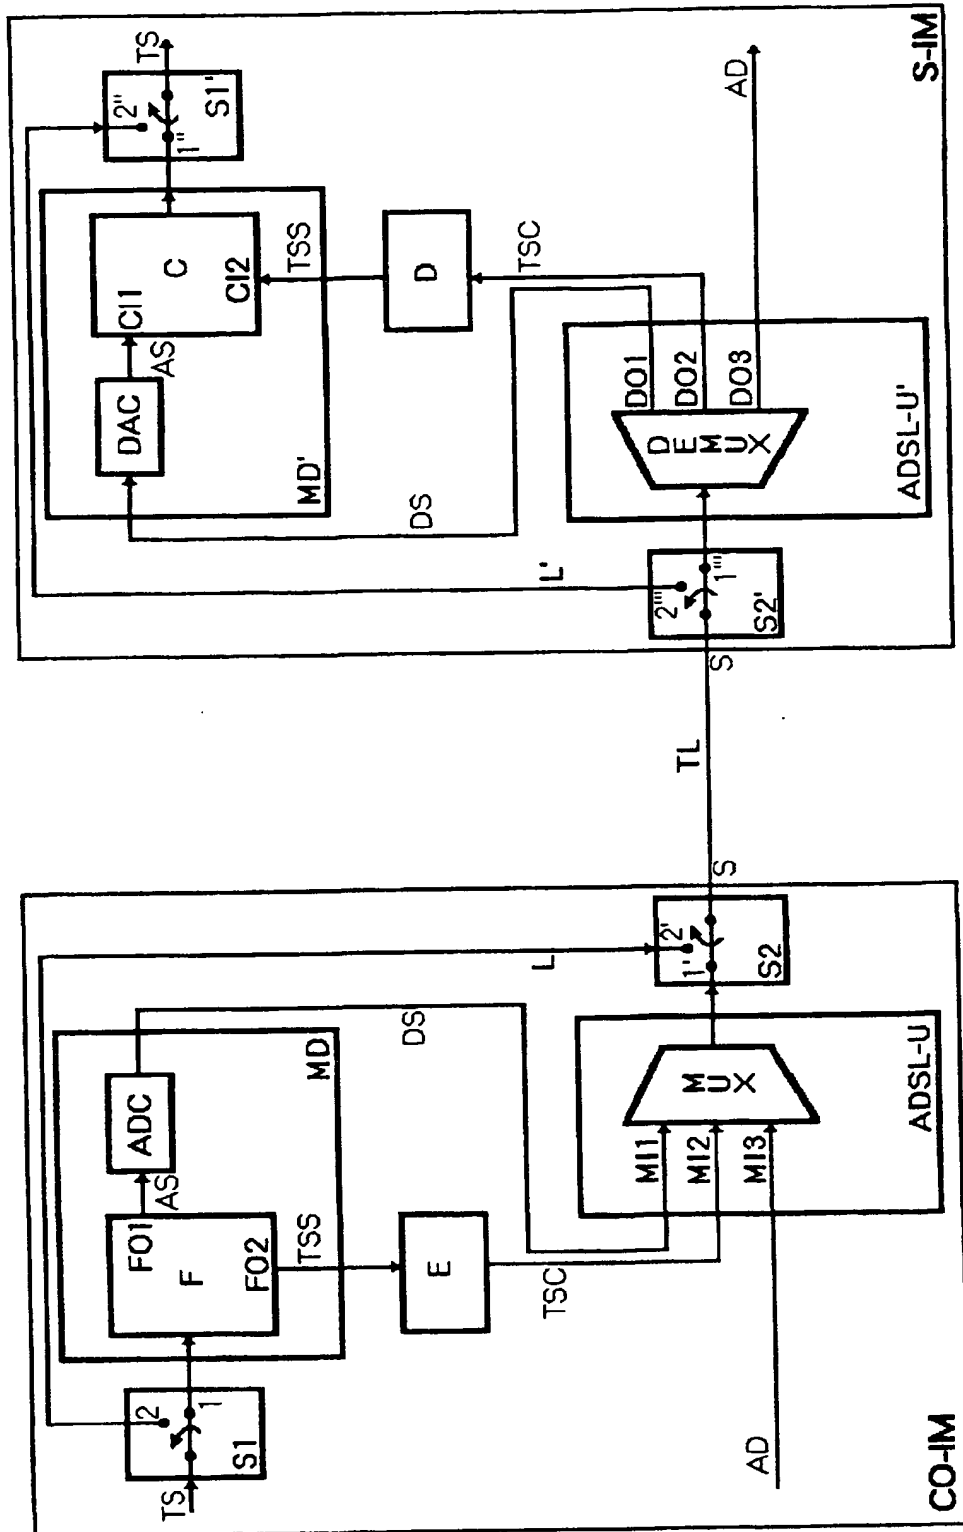 TS
S1
1
2
F
FO1
FO2
AS
ADC
MD
TSS
E
TSC
DS
L
MI1
MI2
MI3
MUX
ADSL-U
1'
2'
S2
S
AD
CO-IM
TL
S
S2'
2'''
1'''
L'
DEMUX
DO1
DO2
DO3
ADSL-U'
DS
TSC
D
TSS
DAC
AS
CI1
CI2
C
MD'
1''
2''
S1'
TS
AD
S-IM